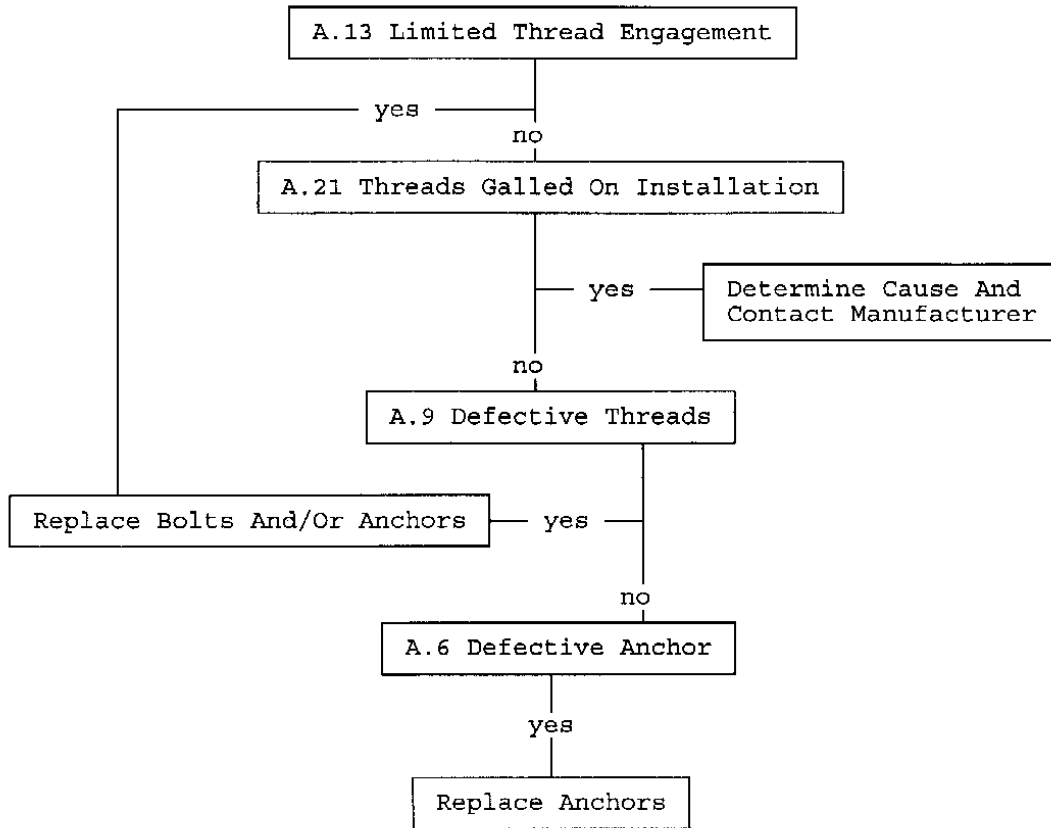 A.13 Limited Thread Engagement
yes
no
A.21 Threads Galled On Installation
yes
Determine Cause And
Contact Manufacturer
no
A.9 Defective Threads
Replace Bolts And/Or Anchors
yes
no
A.6 Defective Anchor
yes
Replace Anchors